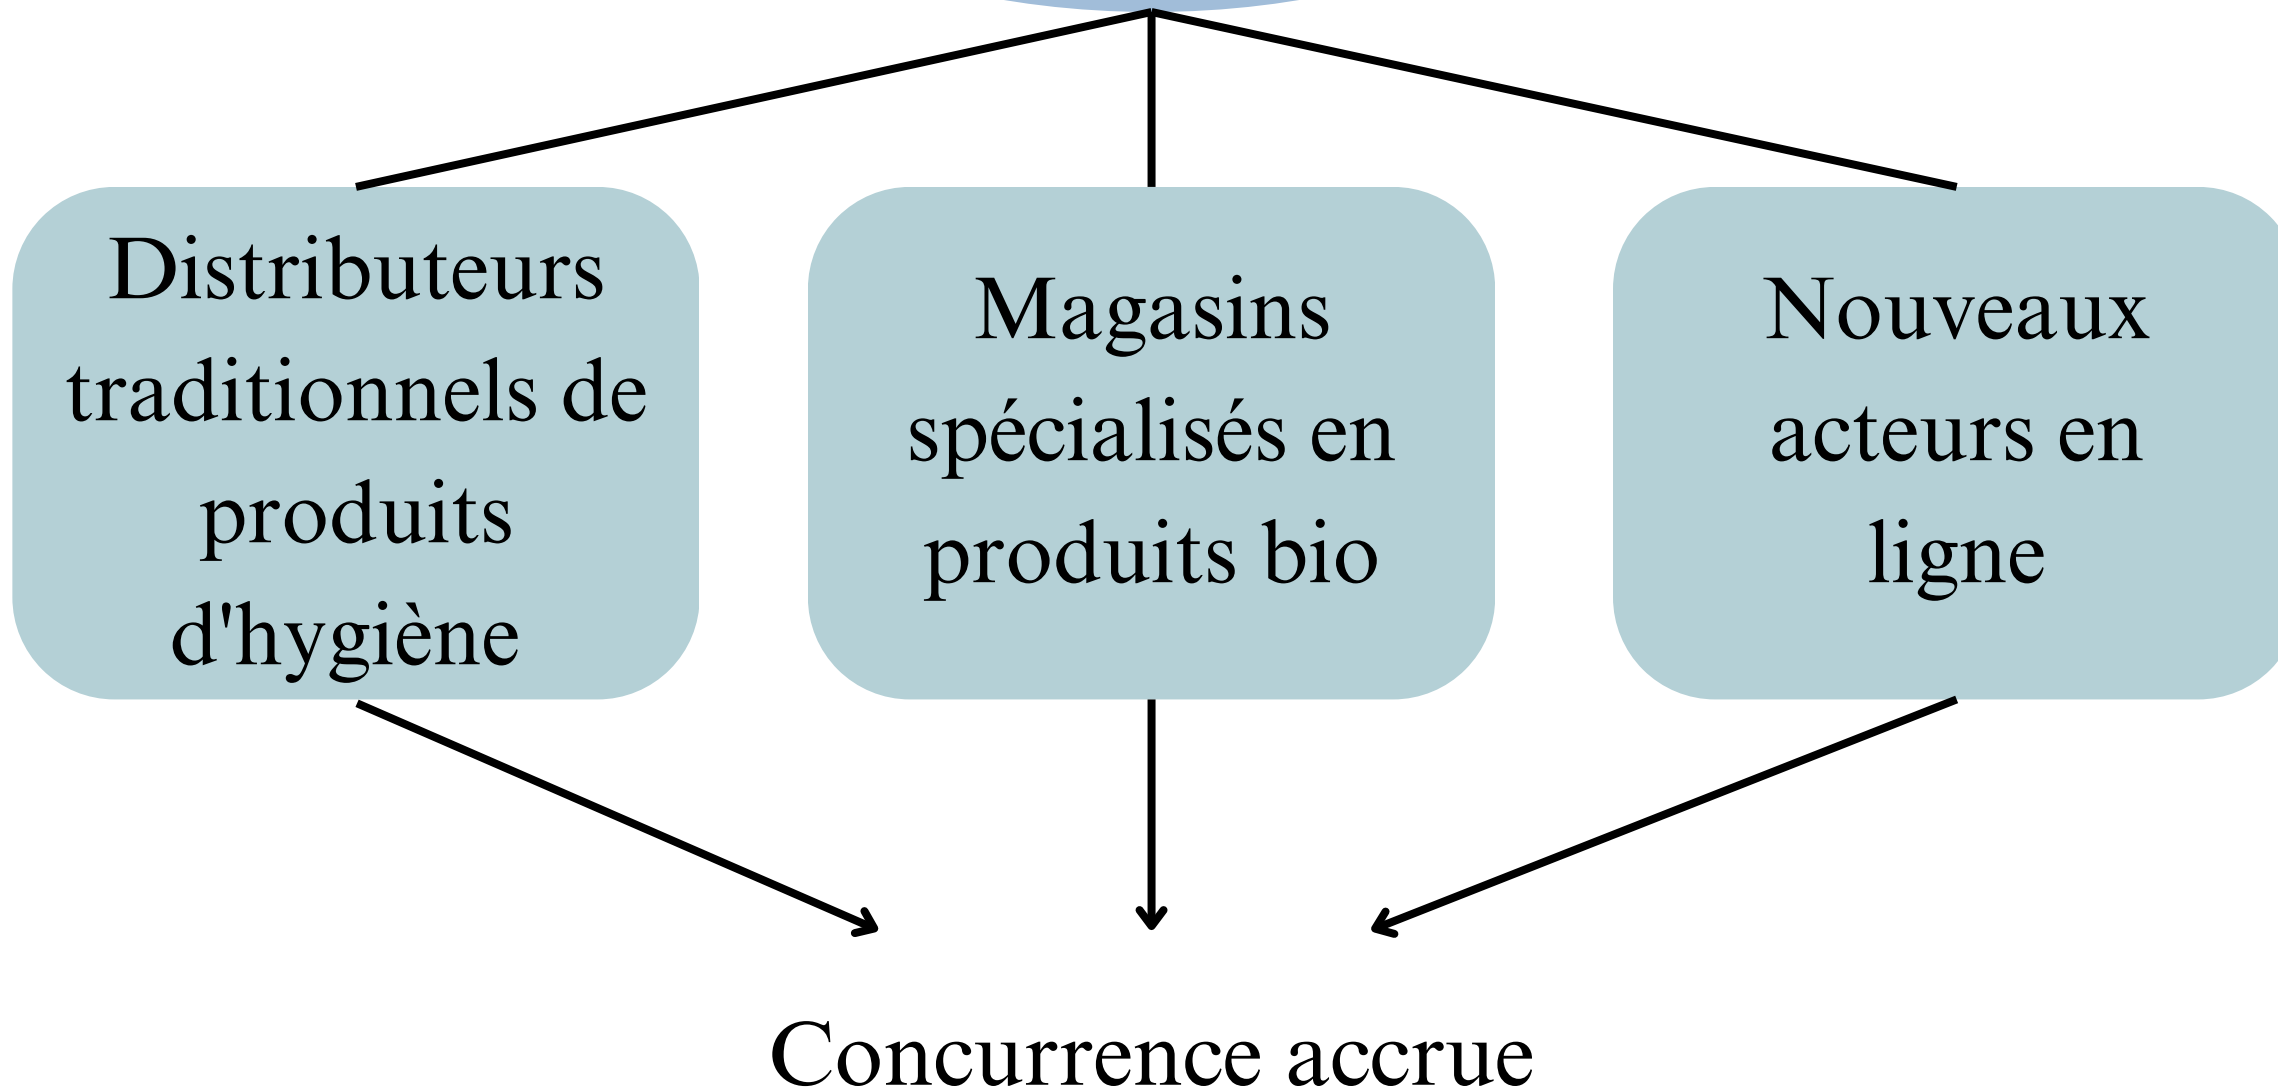 Distributeurs
traditionnels de
produits
d'hygiène
Magasins
spécialisés en
produits bio
Nouveaux
acteurs en
ligne
Concurrence accrue